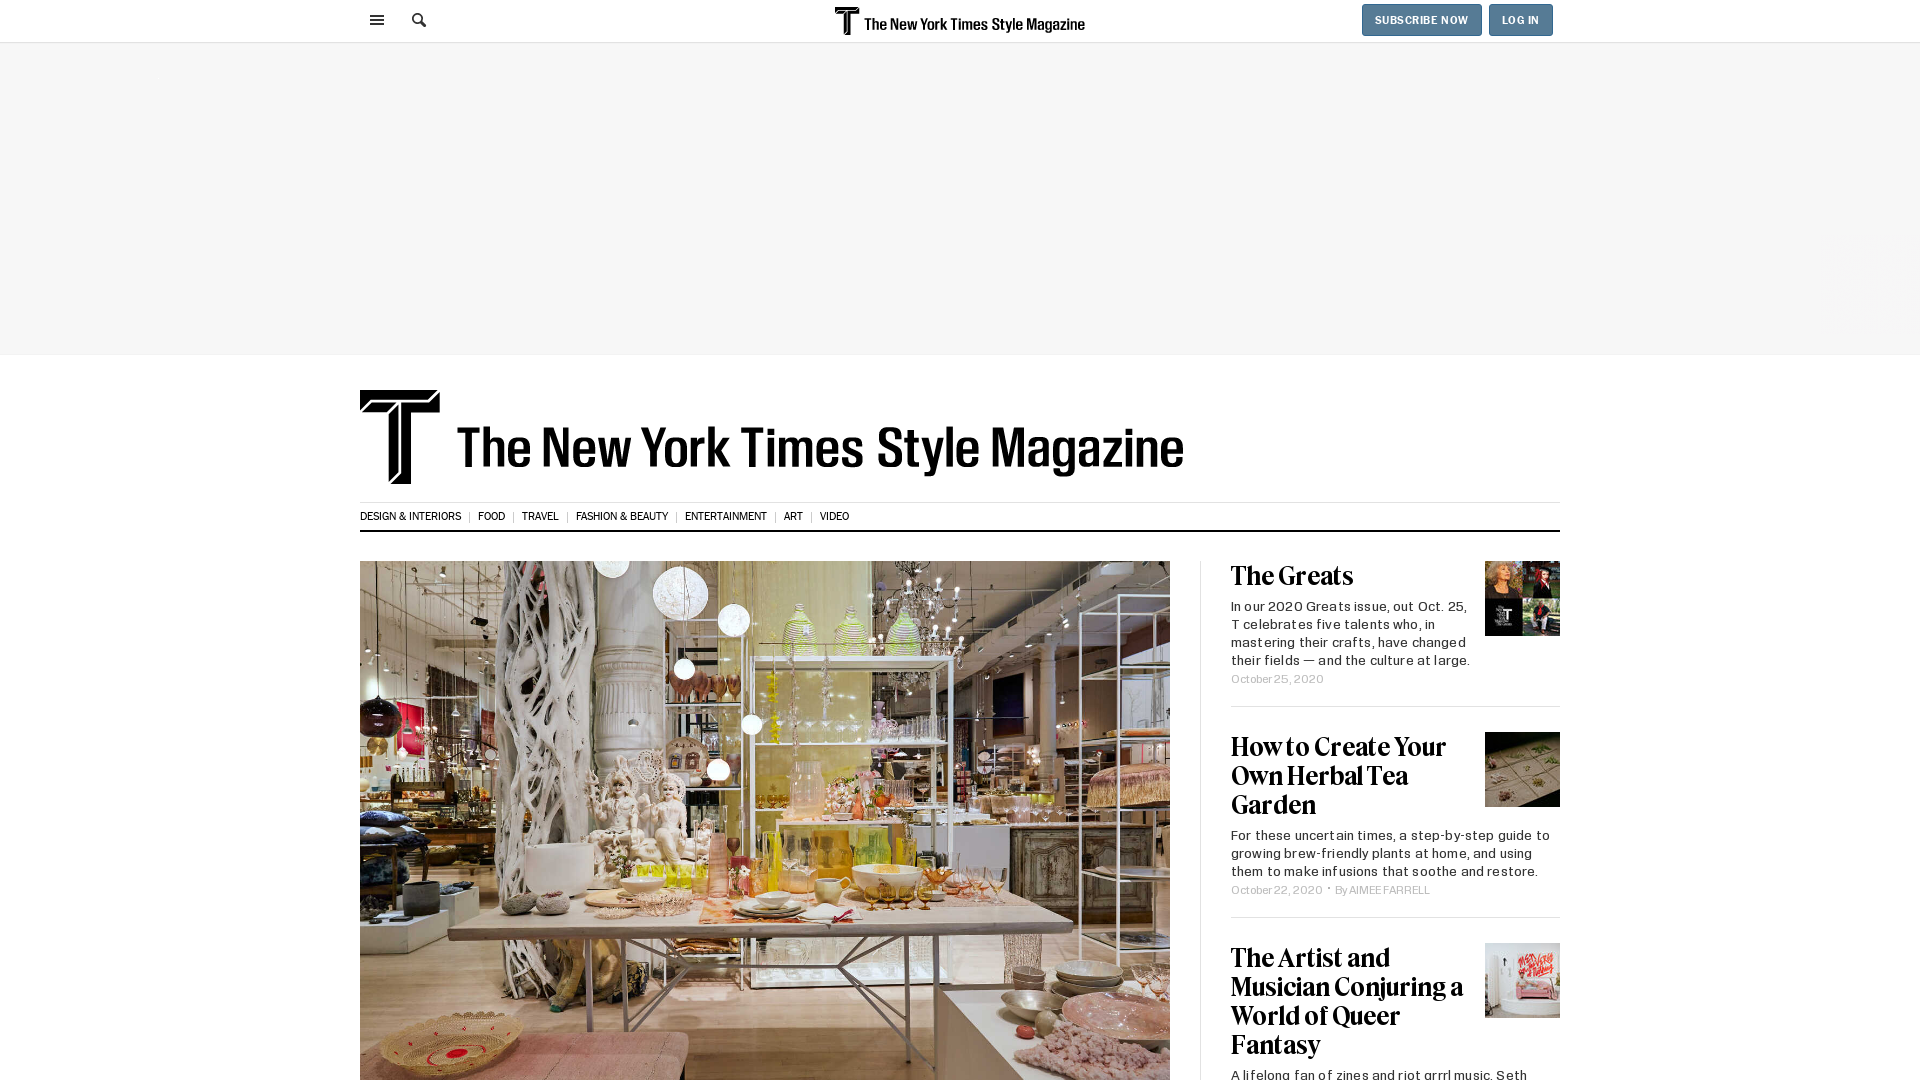 The New York Times Style Magazine
SUBSCRIBE NOW
LOG IN
The New York Times Style Magazine
DESIGN & INTERIORS
FOOD
TRAVEL
FASHION & BEAUTY
ENTERTAINMENT
ART
VIDEO
The Greats
In our 2020 Greats issue, out Oct. 25,
T celebrates five talents who, in
mastering their crafts, have changed
their fields — and the culture at large.
October 25, 2020
How to Create Your
Own Herbal Tea
Garden
For these uncertain times, a step-by-step guide to
growing brew-friendly plants at home, and using
them to make infusions that soothe and restore.
October 22, 2020 • By AIMEE FARRELL
The Artist and
Musician Conjuring a
World of Queer
Fantasy
A lifelong fan of zines and riot grrrl music, Seth